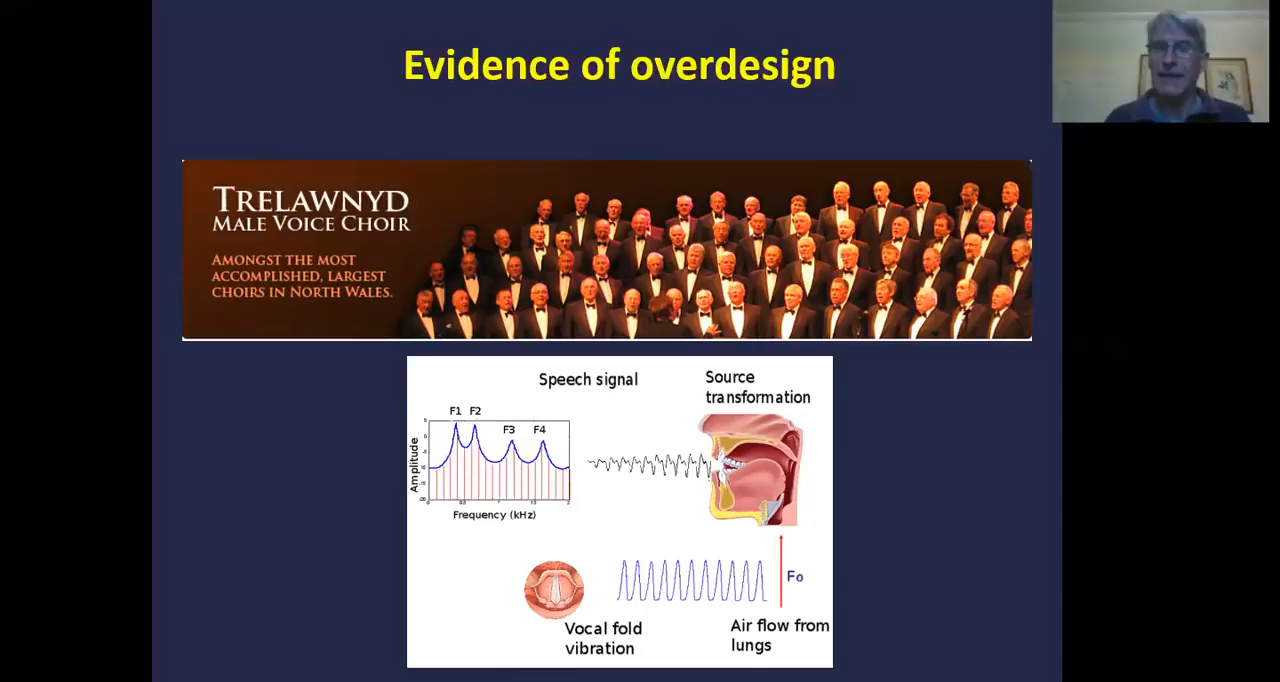 Evidence of overdesign
TRELAWNYD
MALE VOICE CHOIR
AMONGST THE MOST
ACCOMPLISHED, LARGEST
CHOIRS IN NORTH WALES.
Speech signal
Source
transformation
F1 F2
F3 F4
Amplitude
Frequency (kHz)
Fo
Vocal fold
vibration
Air flow from
lungs